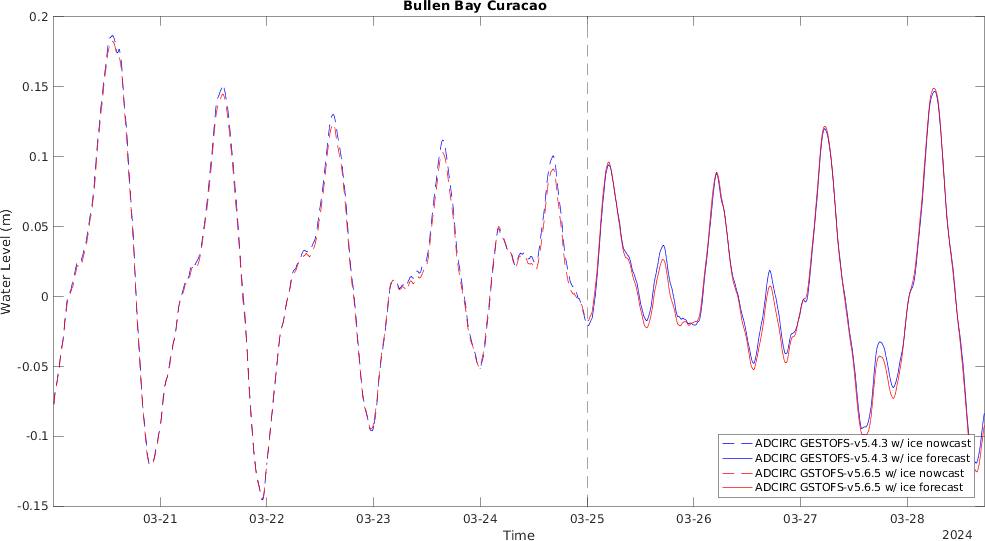 Bullen Bay Curacao
0.2
0.15
0.1
0.05
0
-0.05
-0.1
-0.15
Water Level (m)
ADCIRC GESTOFS-v5.4.3 w/ ice nowcast
ADCIRC GESTOFS-v5.4.3 w/ ice forecast
ADCIRC GSTOFS-v5.6.5 w/ ice nowcast
ADCIRC GSTOFS-v5.6.5 w/ ice forecast
03-21 03-22 03-23 03-24 03-25 03-26 03-27 03-28
Time
2024